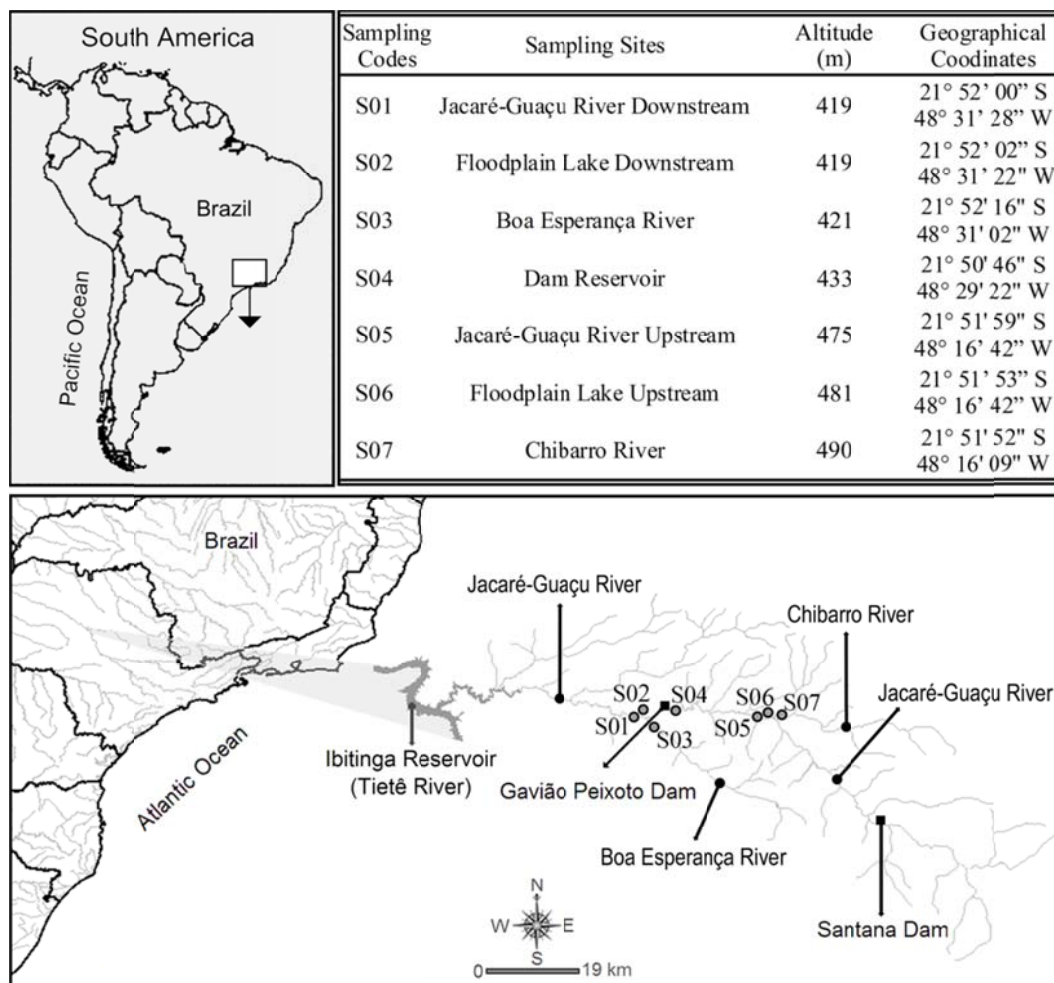 South America
Brazil
Pacific Ocean
Sampling Codes Sampling Sites Altitude (m) Geographical Coodinates
S01 Jacaré-Guaçu River Downstream 419 21° 52’ 00” S
48° 31’ 28” W
S02 Floodplain Lake Downstream 419 21° 52’ 02” S
48° 31’ 22" W
S03 Boa Esperança River 421 21° 52' 16" S
48° 31' 02" W
S04 Dam Reservoir 433 21° 50' 46" S
48° 29' 22" W
S05 Jacaré-Guaçu River Upstream 475 21° 51’ 59" S
48° 16' 42” W
S06 Floodplain Lake Upstream 481 21° 51’ 53” S
48° 16’ 42” W
S07 Chibarro River 490 21° 51' 52" S
48° 16' 09" W
Brazil
Atlantic Ocean
Jacaré-Guaçu River
Chibarro River
Jacaré-Guaçu River
S02
S04
S06
S07
S01
S03
S05
Ibitinga Reservoir
(Tietê River)
Gavião Peixoto Dam
Boa Esperança River
Santana Dam
N
W
E
S
0
19 km